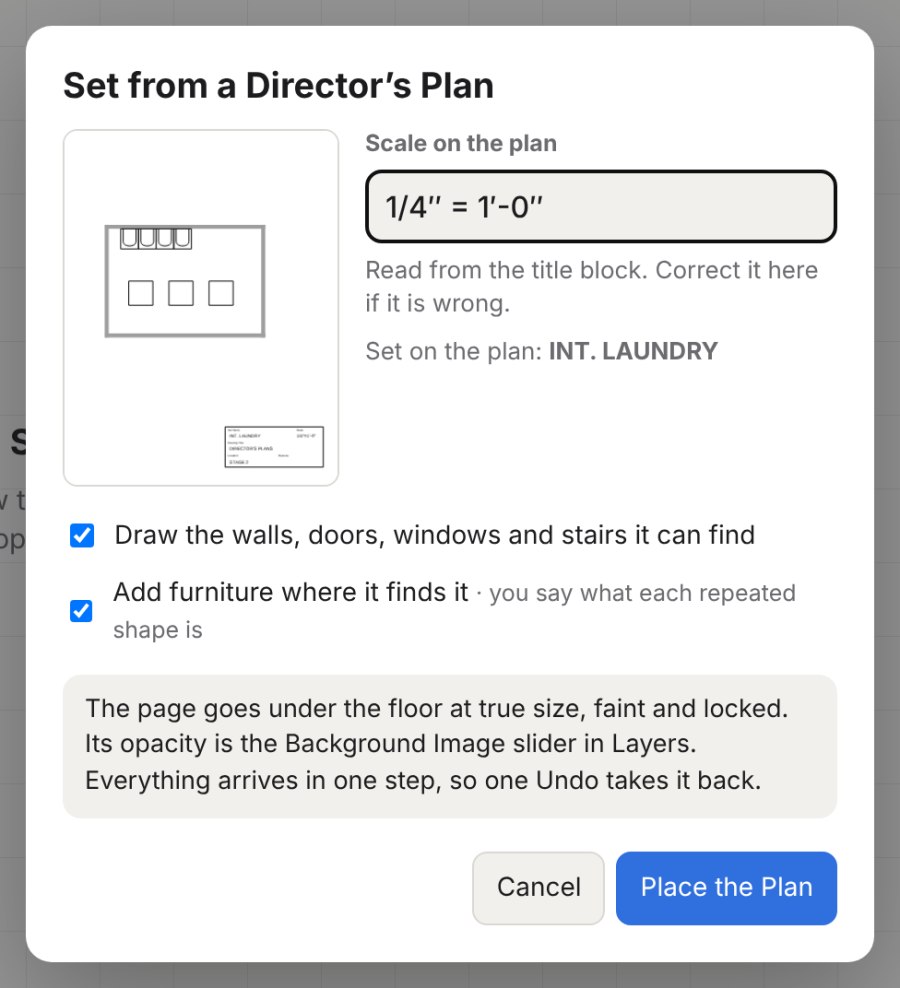 Set from a Director’s Plan
Scale on the plan
1/4″ = 1′-0″
Read from the title block. Correct it here
if it is wrong.
Set on the plan: INT. LAUNDRY
INT. LAUNDRY
DIRECTOR'S PLANS
STAGE 2
Draw the walls, doors, windows and stairs it can find
Add furniture where it finds it · you say what each repeated
shape is
The page goes under the floor at true size, faint and locked.
Its opacity is the Background Image slider in Layers.
Everything arrives in one step, so one Undo takes it back.
Cancel
Place the Plan